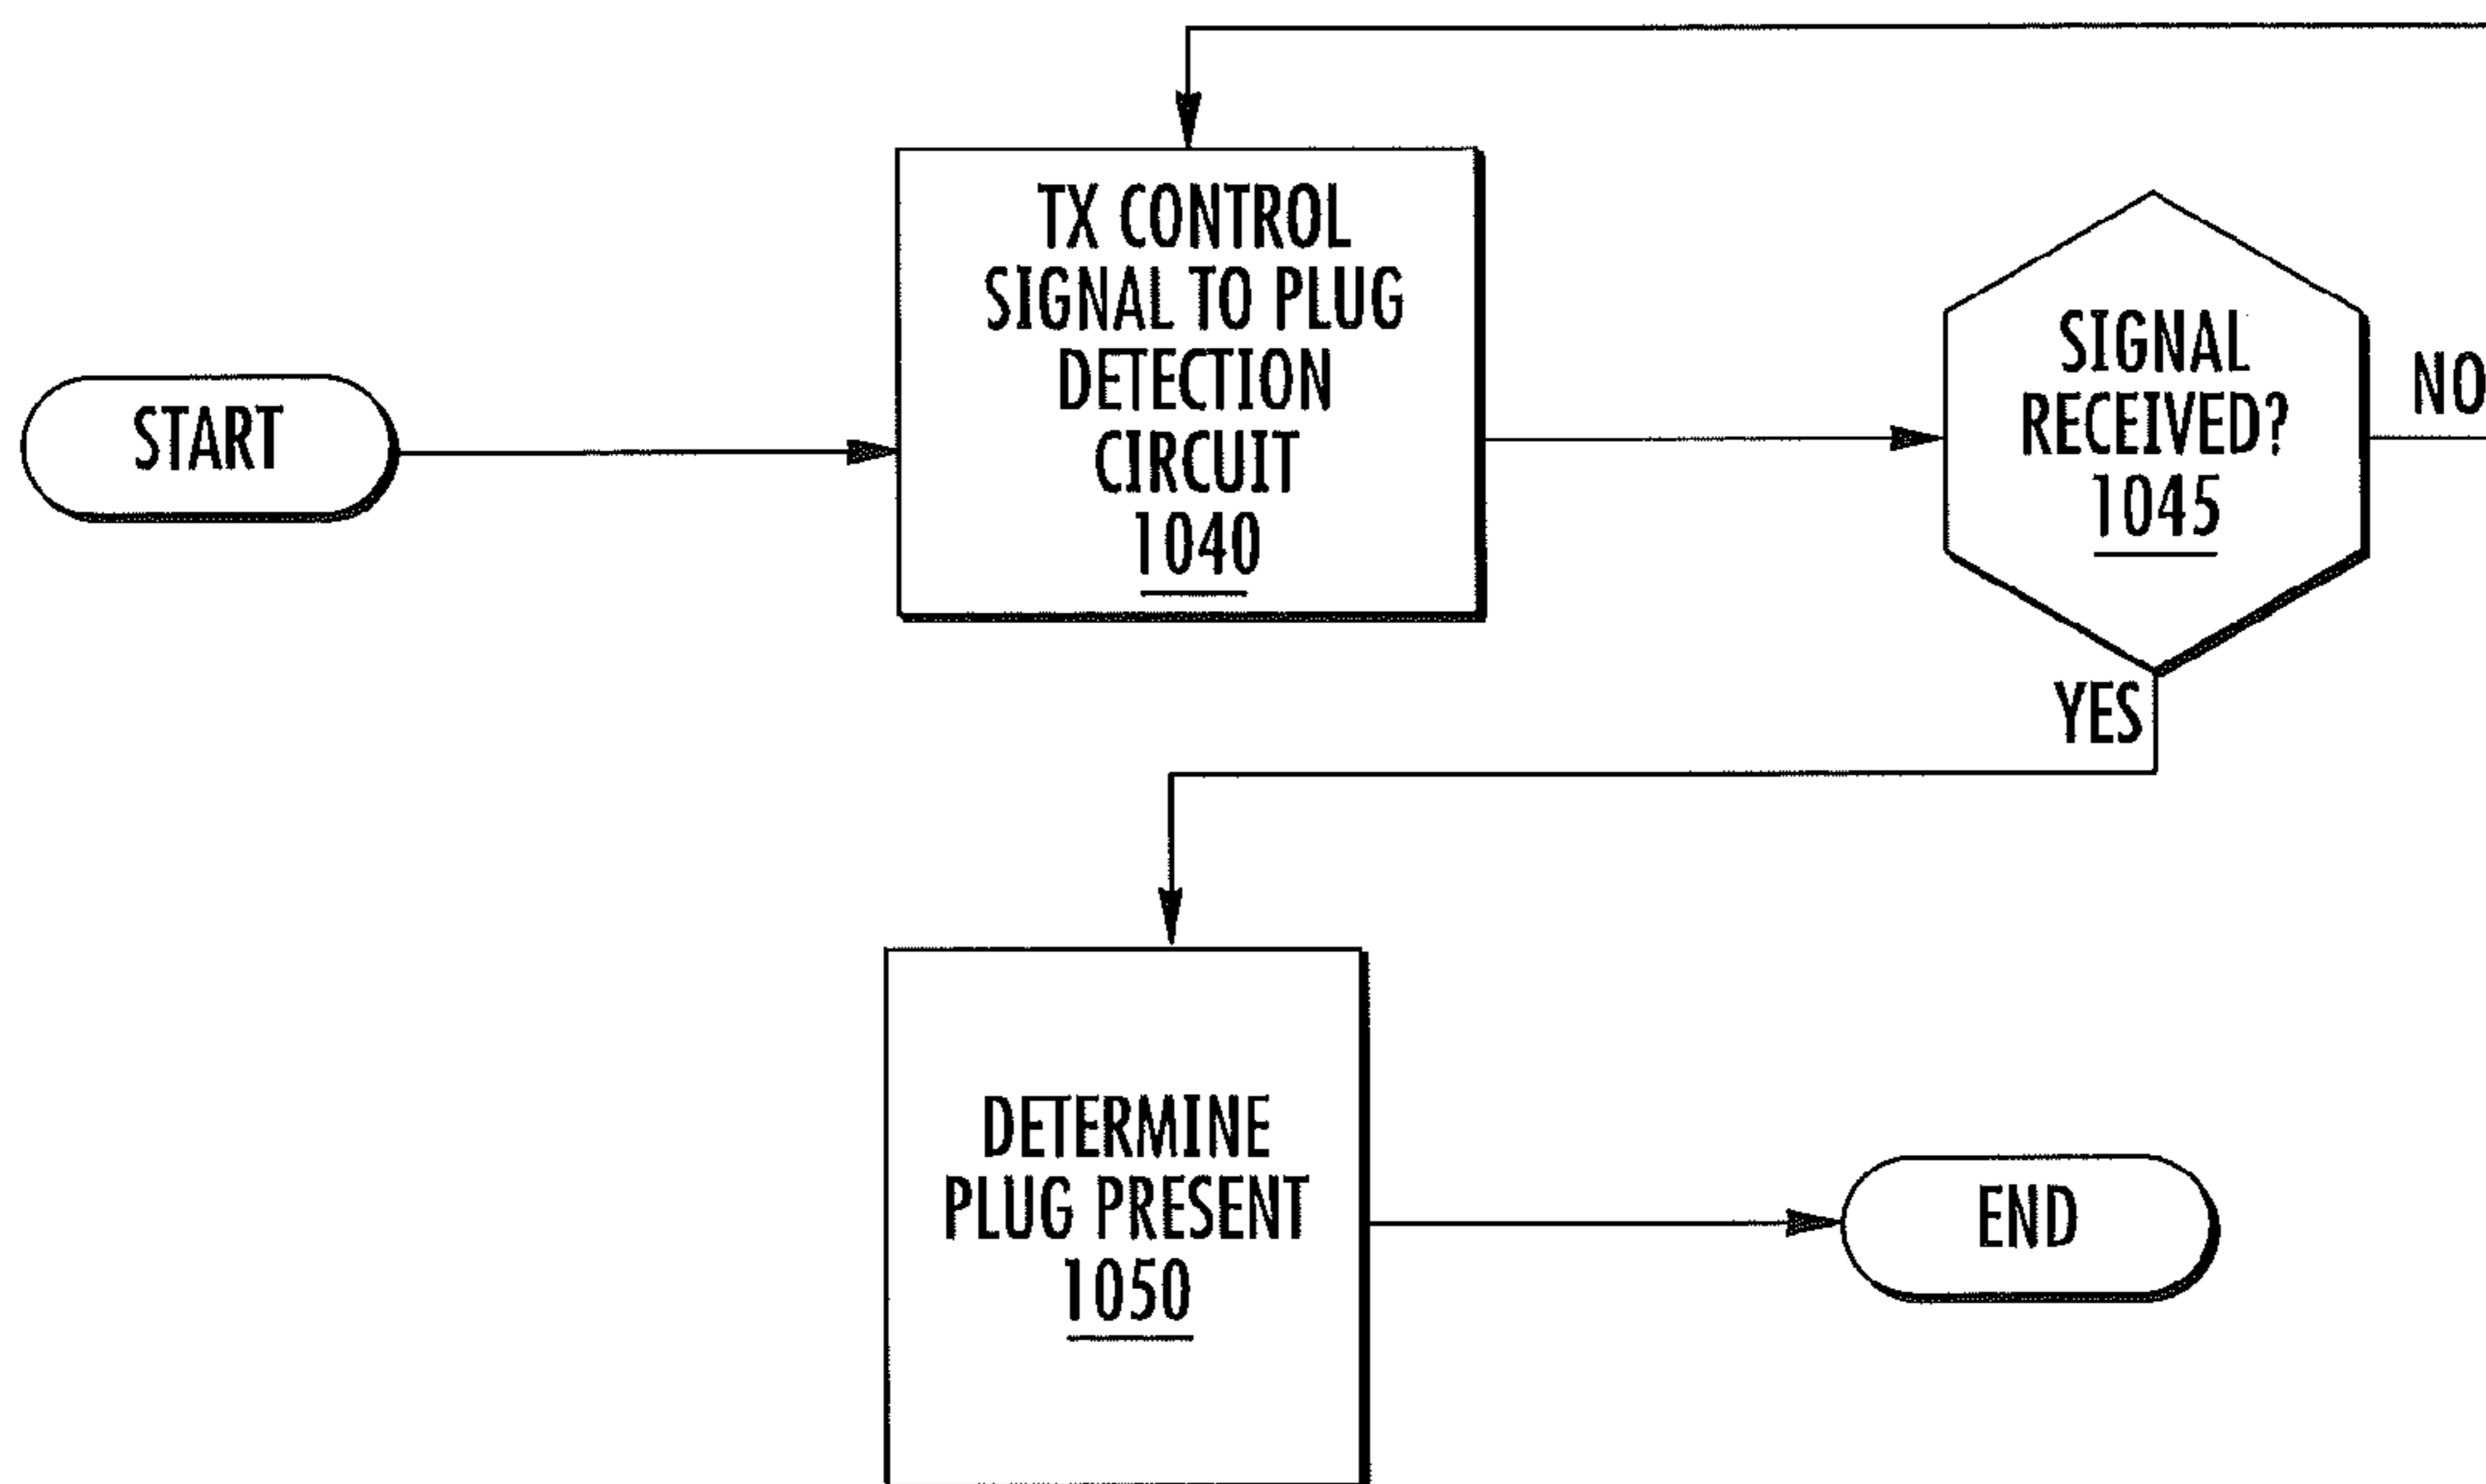 START
TX CONTROL
SIGNAL TO PLUG
DETECTION
CIRCUIT
1040
SIGNAL
RECEIVED?
1045
NO
YES
DETERMINE
PLUG PRESENT
1050
END